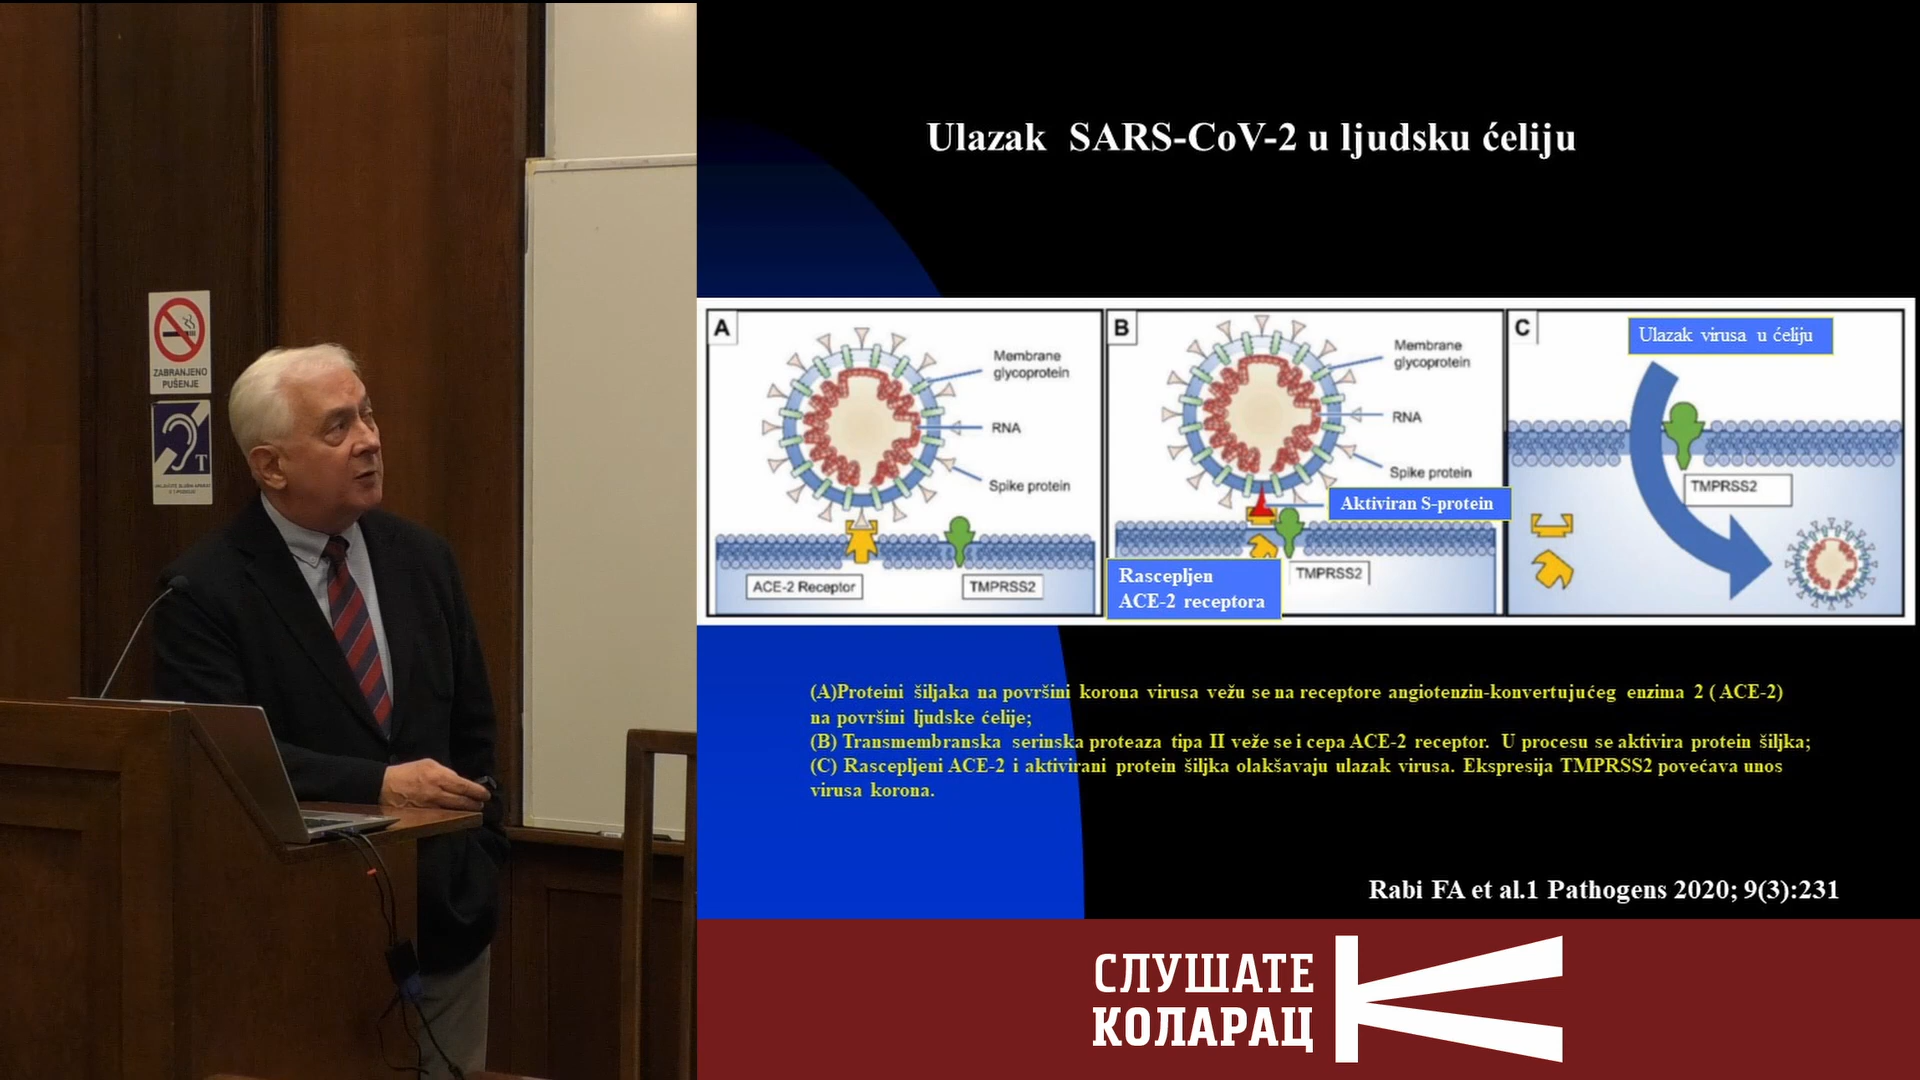 ZABRANJENO
PUŠENJE
T
Ulazak SARS-CoV-2 u ljudsku ćeliju
A
Membrane
glycoprotein
RNA
Spike protein
ACE-2 Receptor
TMPRSS2
B
Membrane
glycoprotein
RNA
Spike protein
Aktiviran S-protein
Rascepljen
ACE-2 receptora
TMPRSS2
C
Ulazak virusa u ćeliju
TMPRSS2
(A)Proteini šiljaka na površini korona virusa vežu se na receptore angiotenzin-konvertujućeg enzima 2 ( ACE-2)
na površini ljudske ćelije;
(B) Transmembranska serinska proteaza tipa II veže se i cepa ACE-2 receptor. U procesu se aktivira protein šiljka;
(C) Rascepljeni ACE-2 i aktivirani protein šiljka olakšavaju ulazak virusa. Ekspresija TMPRSS2 povećava unos
virusa korona.
Rabi FA et al.1 Pathogens 2020; 9(3):231
СЛУШАТЕ
КОЛАРАЦ